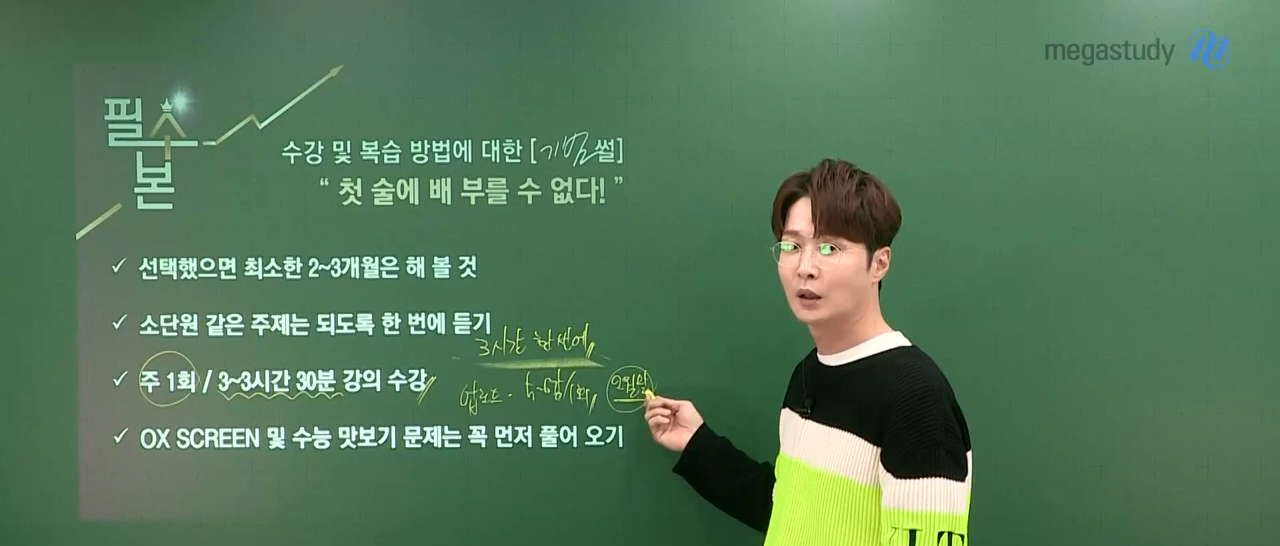 megastudy
필수
본
수강 및 복습 방법에 대한 [기범썰]
“ 첫 술에 배 부를 수 없다! ”
✓ 선택했으면 최소한 2~3개월은 해 볼 것
✓ 소단원 같은 주제는 되도록 한 번에 듣기
3시간 한 번에
✓ 주 1회 / 3~3시간 30분 강의 수강
업로드 -
✓ OX SCREEN 및 수능 맛보기 문제는 꼭 먼저 풀어 오기